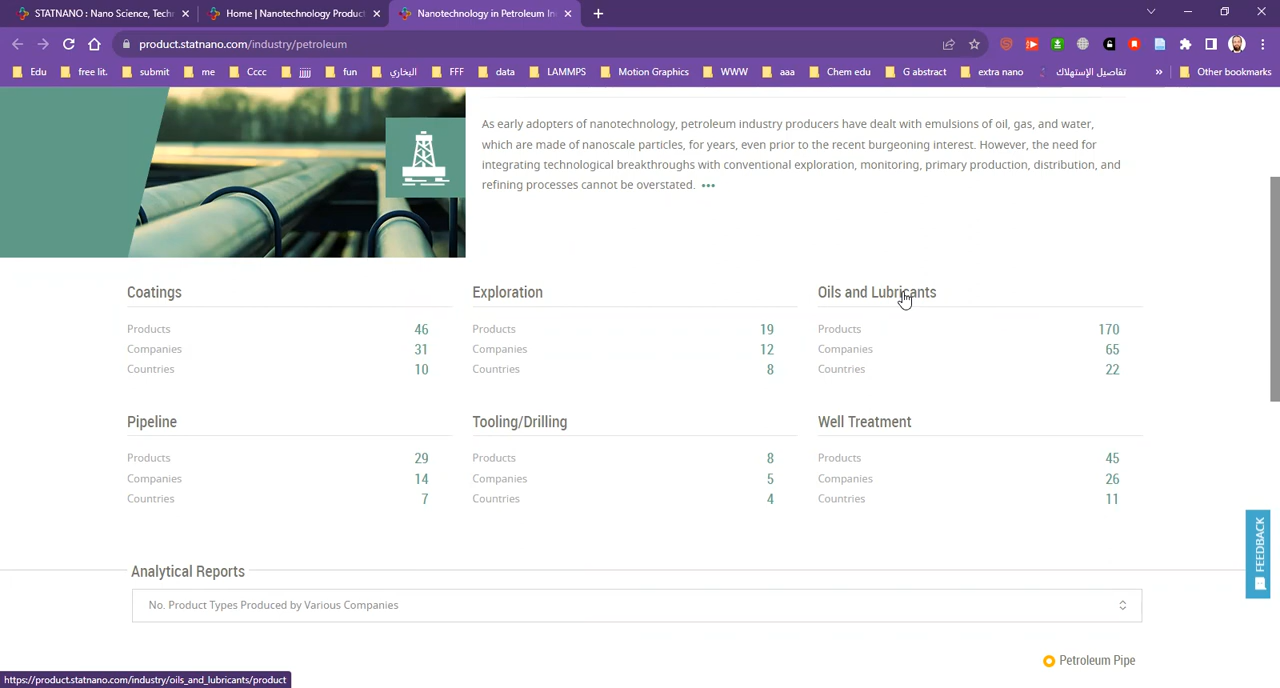 STATNANO : Nano Science, Techn
Home | Nanotechnology Product
Nanotechnology in Petroleum In
product.statnano.com/industry/petroleum
Edu
free lit.
submit
me
Cccc
jjjjj
fun
البخاري
FFF
data
LAMMPS
Motion Graphics
WWW
aaa
Chem edu
G abstract
extra nano
تفاصيل الإستهلاك
»
Other bookmarks
As early adopters of nanotechnology, petroleum industry producers have dealt with emulsions of oil, gas, and water,
which are made of nanoscale particles, for years, even prior to the recent burgeoning interest. However, the need for
integrating technological breakthroughs with conventional exploration, monitoring, primary production, distribution, and
refining processes cannot be overstated. •••
Coatings
Products 46
Companies 31
Countries 10
Exploration
Products 19
Companies 12
Countries 8
Oils and Lubricants
Products 170
Companies 65
Countries 22
Pipeline
Products 29
Companies 14
Countries 7
Tooling/Drilling
Products 8
Companies 5
Countries 4
Well Treatment
Products 45
Companies 26
Countries 11
FEEDBACK
Analytical Reports
No. Product Types Produced by Various Companies
Petroleum Pipe
https://product.statnano.com/industry/oils_and_lubricants/product